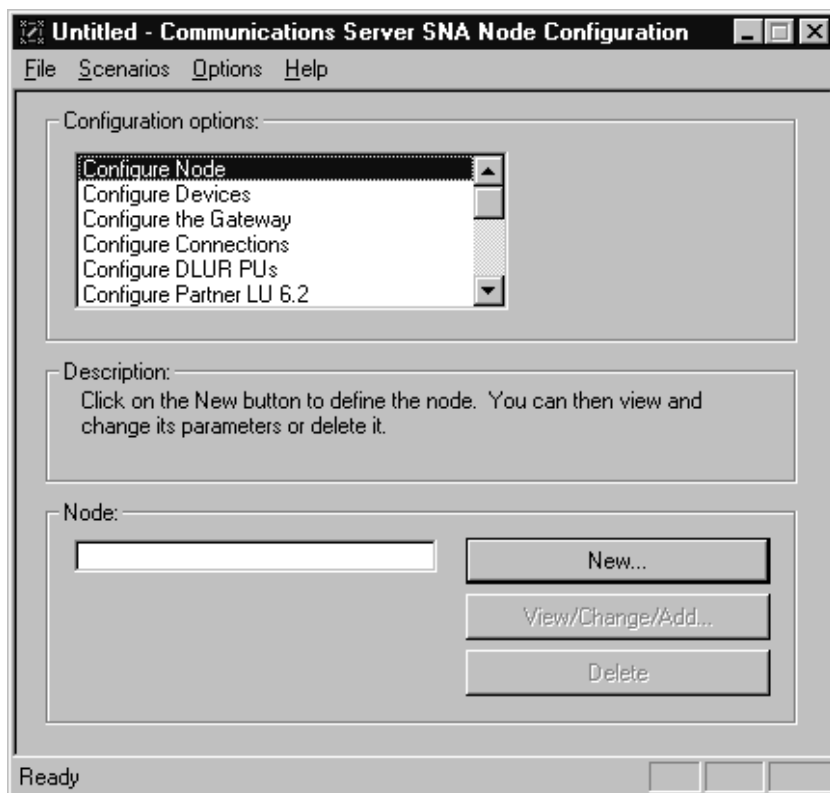 Untitled - Communications Server SNA Node Configuration
File Scenarios Options Help
Configuration options:
Configure Node
Configure Devices
Configure the Gateway
Configure Connections
Configure DLUR PUs
Configure Partner LU 6.2
Description:
Click on the New button to define the node. You can then view and
change its parameters or delete it.
Node:
New...
View/Change/Add...
Delete
Ready